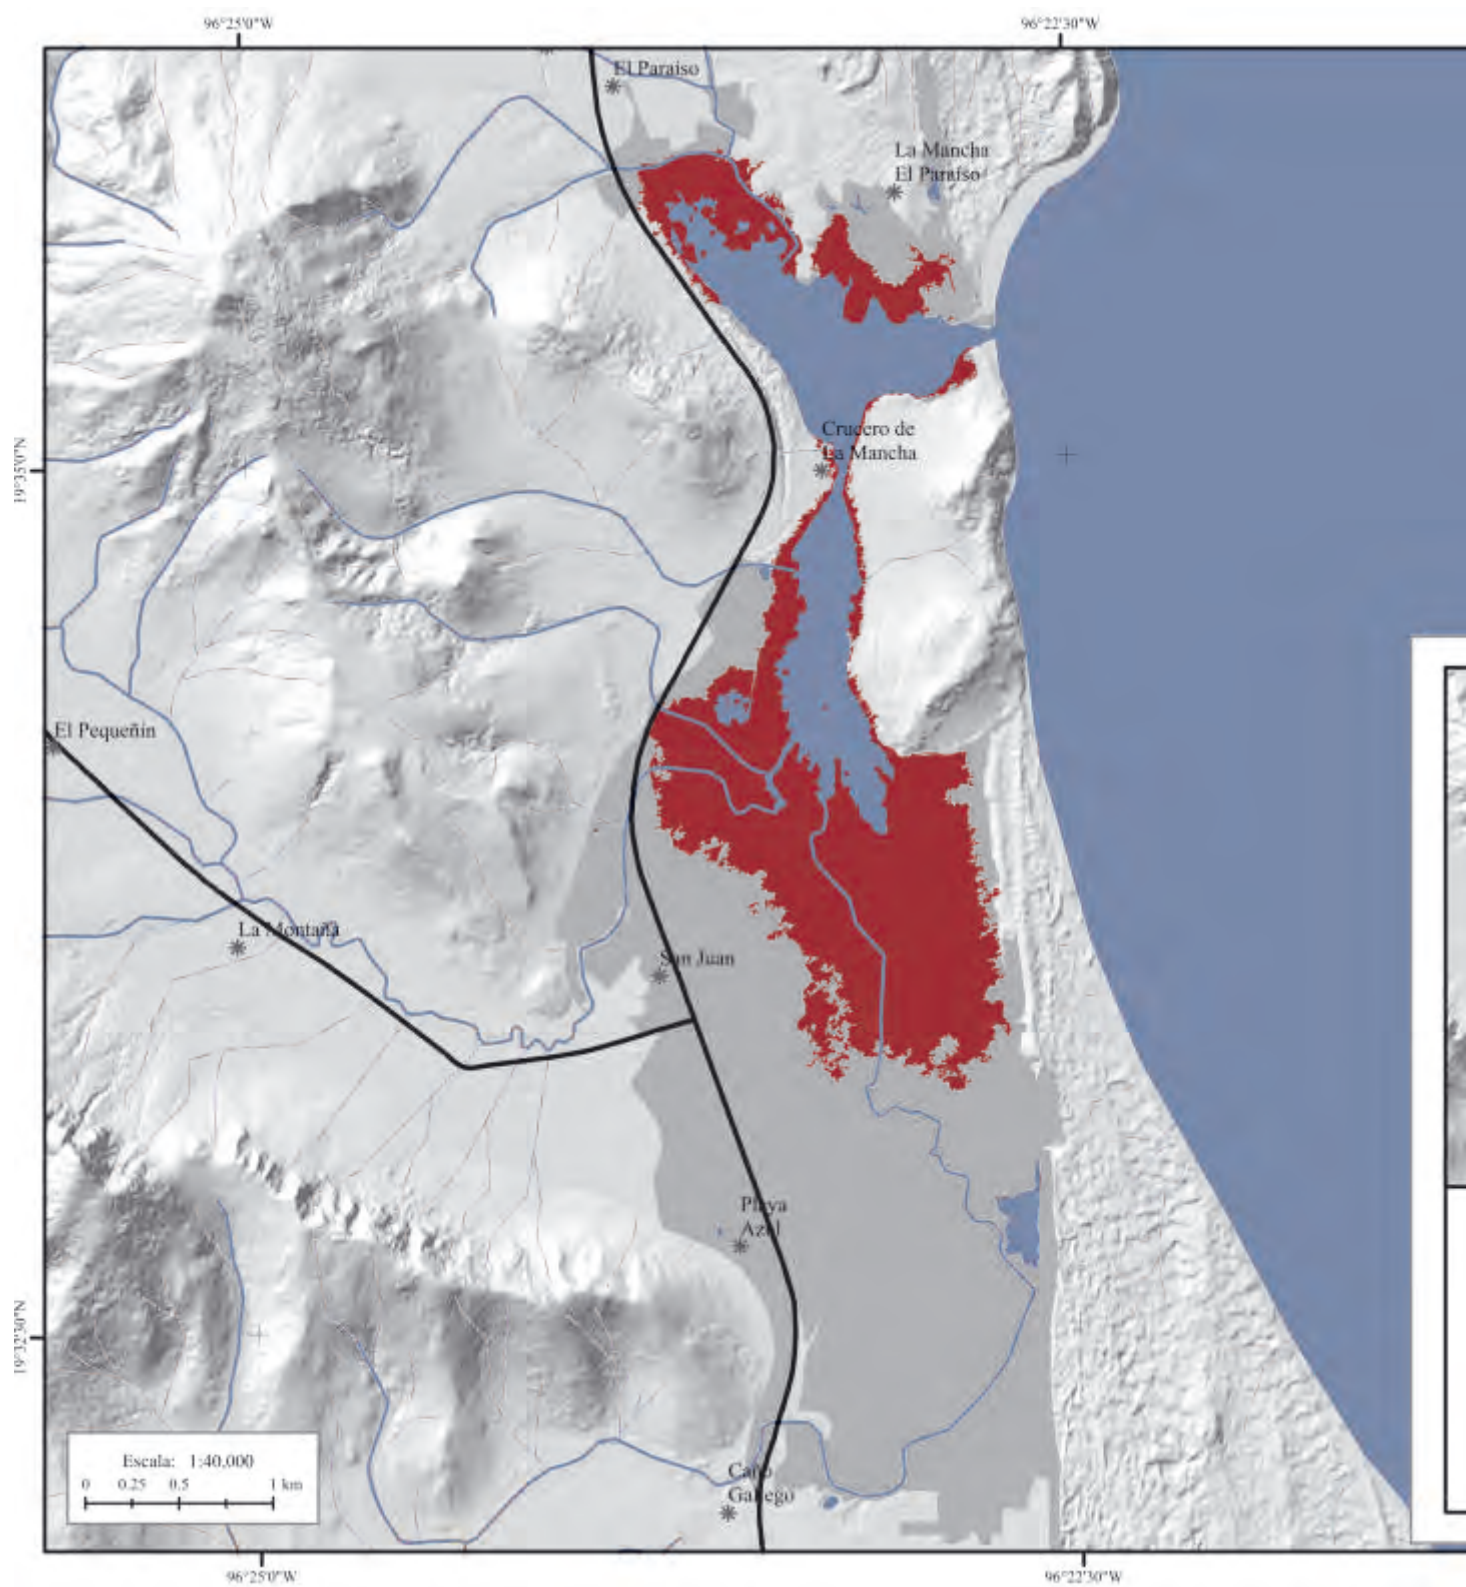 96°25'0"W
96°22'30"W
El Paraiso
La Mancha
El Paraíso
Crucero de
La Mancha
19°35'0"N
El Pequeñin
La Montaña
San Juan
Playa
Azul
19°32'30"N
Escala: 1:40,000
0 0.25 0.5 1 km
Caño
Gallego
96°25'0"W
96°22'30"W